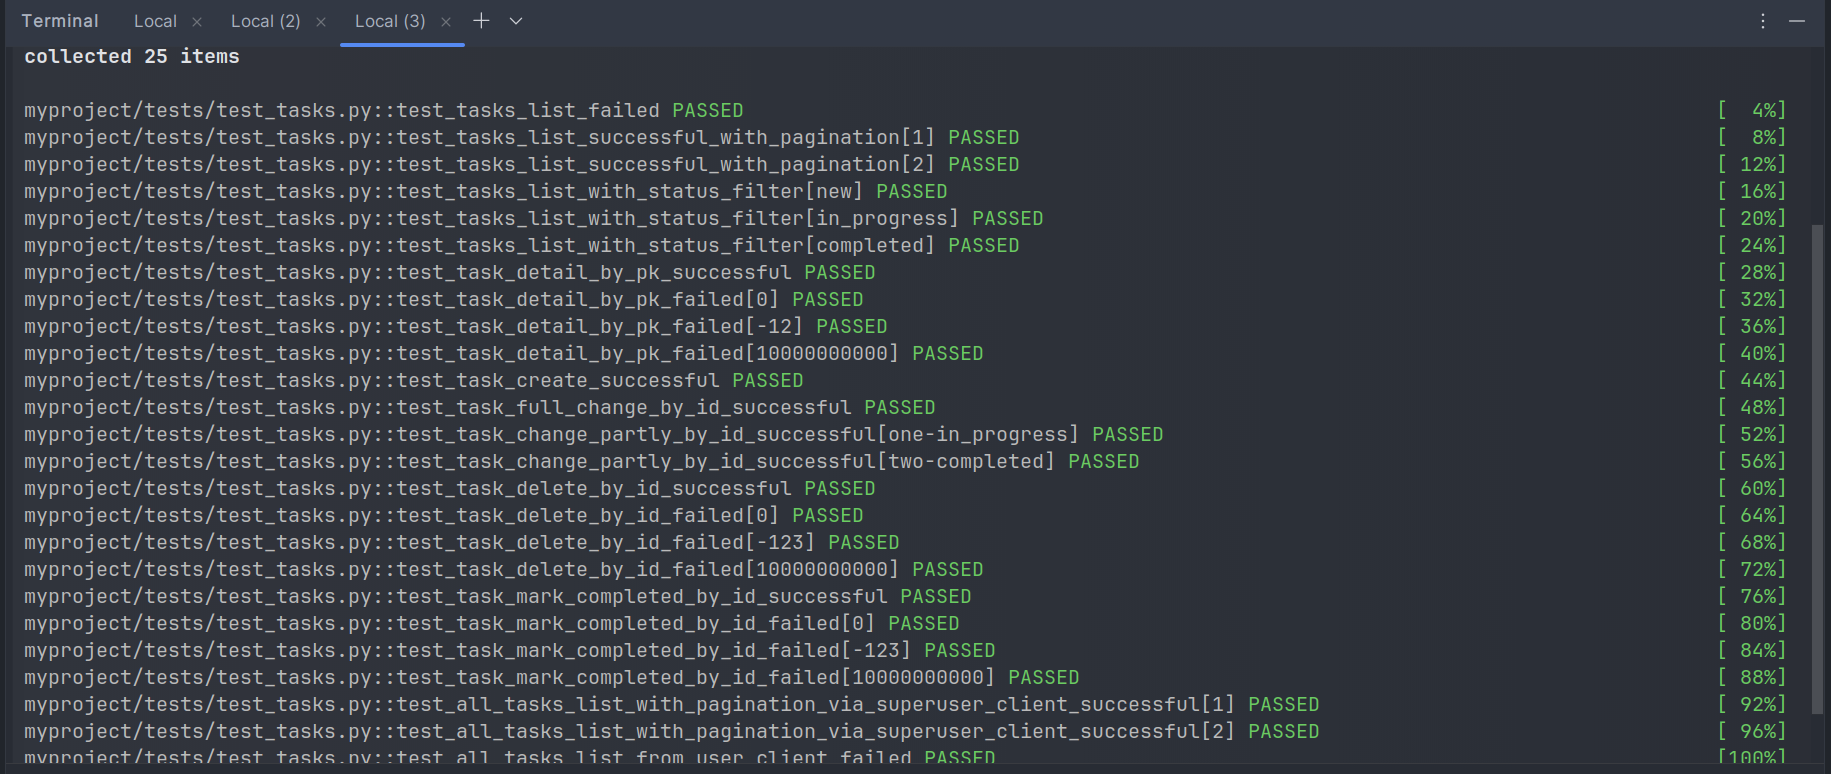 Terminal Local Local (2) Local (3)
collected 25 items
myproject/tests/test_tasks.py::test_tasks_list_failed PASSED [  4%]
myproject/tests/test_tasks.py::test_tasks_list_successful_with_pagination[1] PASSED [  8%]
myproject/tests/test_tasks.py::test_tasks_list_successful_with_pagination[2] PASSED [ 12%]
myproject/tests/test_tasks.py::test_tasks_list_with_status_filter[new] PASSED [ 16%]
myproject/tests/test_tasks.py::test_tasks_list_with_status_filter[in_progress] PASSED [ 20%]
myproject/tests/test_tasks.py::test_tasks_list_with_status_filter[completed] PASSED [ 24%]
myproject/tests/test_tasks.py::test_task_detail_by_pk_successful PASSED [ 28%]
myproject/tests/test_tasks.py::test_task_detail_by_pk_failed[0] PASSED [ 32%]
myproject/tests/test_tasks.py::test_task_detail_by_pk_failed[-12] PASSED [ 36%]
myproject/tests/test_tasks.py::test_task_detail_by_pk_failed[10000000000] PASSED [ 40%]
myproject/tests/test_tasks.py::test_task_create_successful PASSED [ 44%]
myproject/tests/test_tasks.py::test_task_full_change_by_id_successful PASSED [ 48%]
myproject/tests/test_tasks.py::test_task_change_partly_by_id_successful[one-in_progress] PASSED [ 52%]
myproject/tests/test_tasks.py::test_task_change_partly_by_id_successful[two-completed] PASSED [ 56%]
myproject/tests/test_tasks.py::test_task_delete_by_id_successful PASSED [ 60%]
myproject/tests/test_tasks.py::test_task_delete_by_id_failed[0] PASSED [ 64%]
myproject/tests/test_tasks.py::test_task_delete_by_id_failed[-123] PASSED [ 68%]
myproject/tests/test_tasks.py::test_task_delete_by_id_failed[10000000000] PASSED [ 72%]
myproject/tests/test_tasks.py::test_task_mark_completed_by_id_successful PASSED [ 76%]
myproject/tests/test_tasks.py::test_task_mark_completed_by_id_failed[0] PASSED [ 80%]
myproject/tests/test_tasks.py::test_task_mark_completed_by_id_failed[-123] PASSED [ 84%]
myproject/tests/test_tasks.py::test_task_mark_completed_by_id_failed[10000000000] PASSED [ 88%]
myproject/tests/test_tasks.py::test_all_tasks_list_with_pagination_via_superuser_client_successful[1] PASSED [ 92%]
myproject/tests/test_tasks.py::test_all_tasks_list_with_pagination_via_superuser_client_successful[2] PASSED [ 96%]
myproject/tests/test_tasks.py::test_all_tasks_list_from_user_client_failed PASSED [100%]